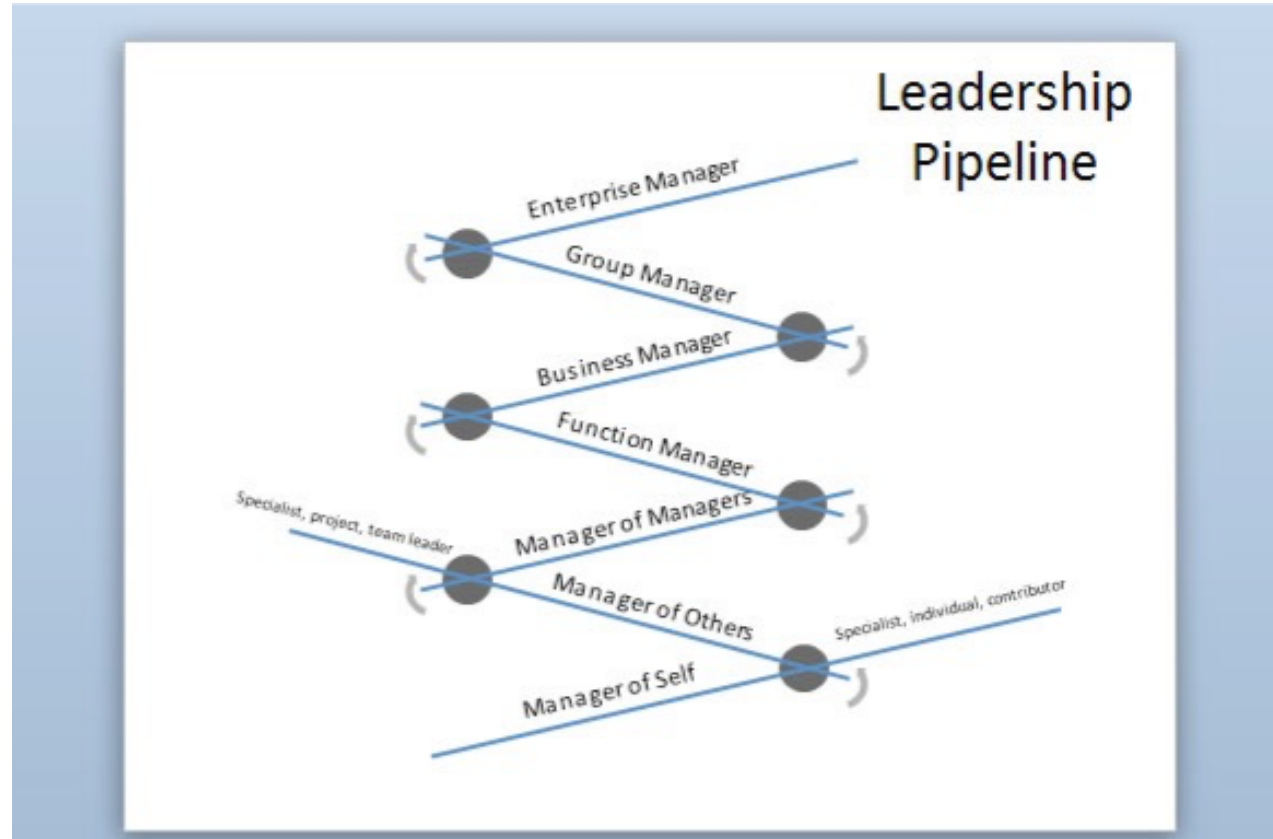 Leadership
Pipeline
Enterprise Manager
Group Manager
Business Manager
Function Manager
Specialist, project, team leader
Manager of Managers
Manager of Others
Specialist, individual, contributor
Manager of Self